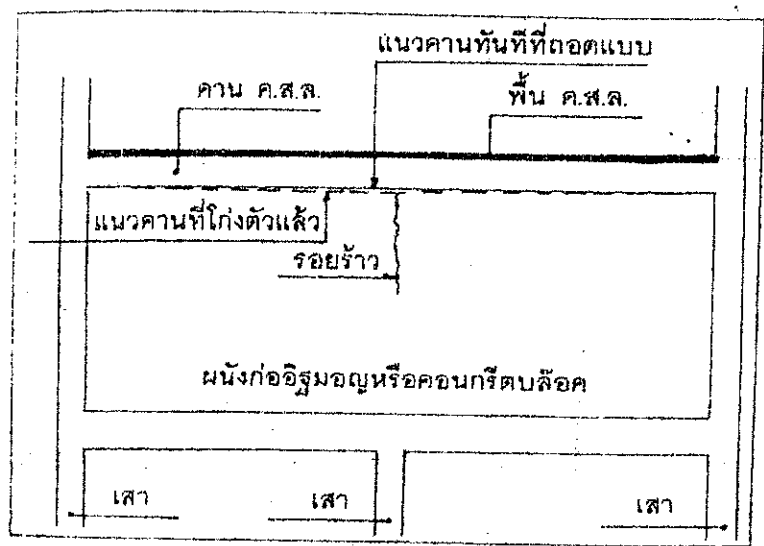 แนวคานทันทีที่ถอดแบบ
คาน ค.ส.ล.
พื้น ค.ส.ล.
แนวคานที่โก่งตัวแล้ว
รอยร้าว
ผนังก่ออิฐมอญหรือคอนกรีตบล๊อค
เสา
เสา
เสา